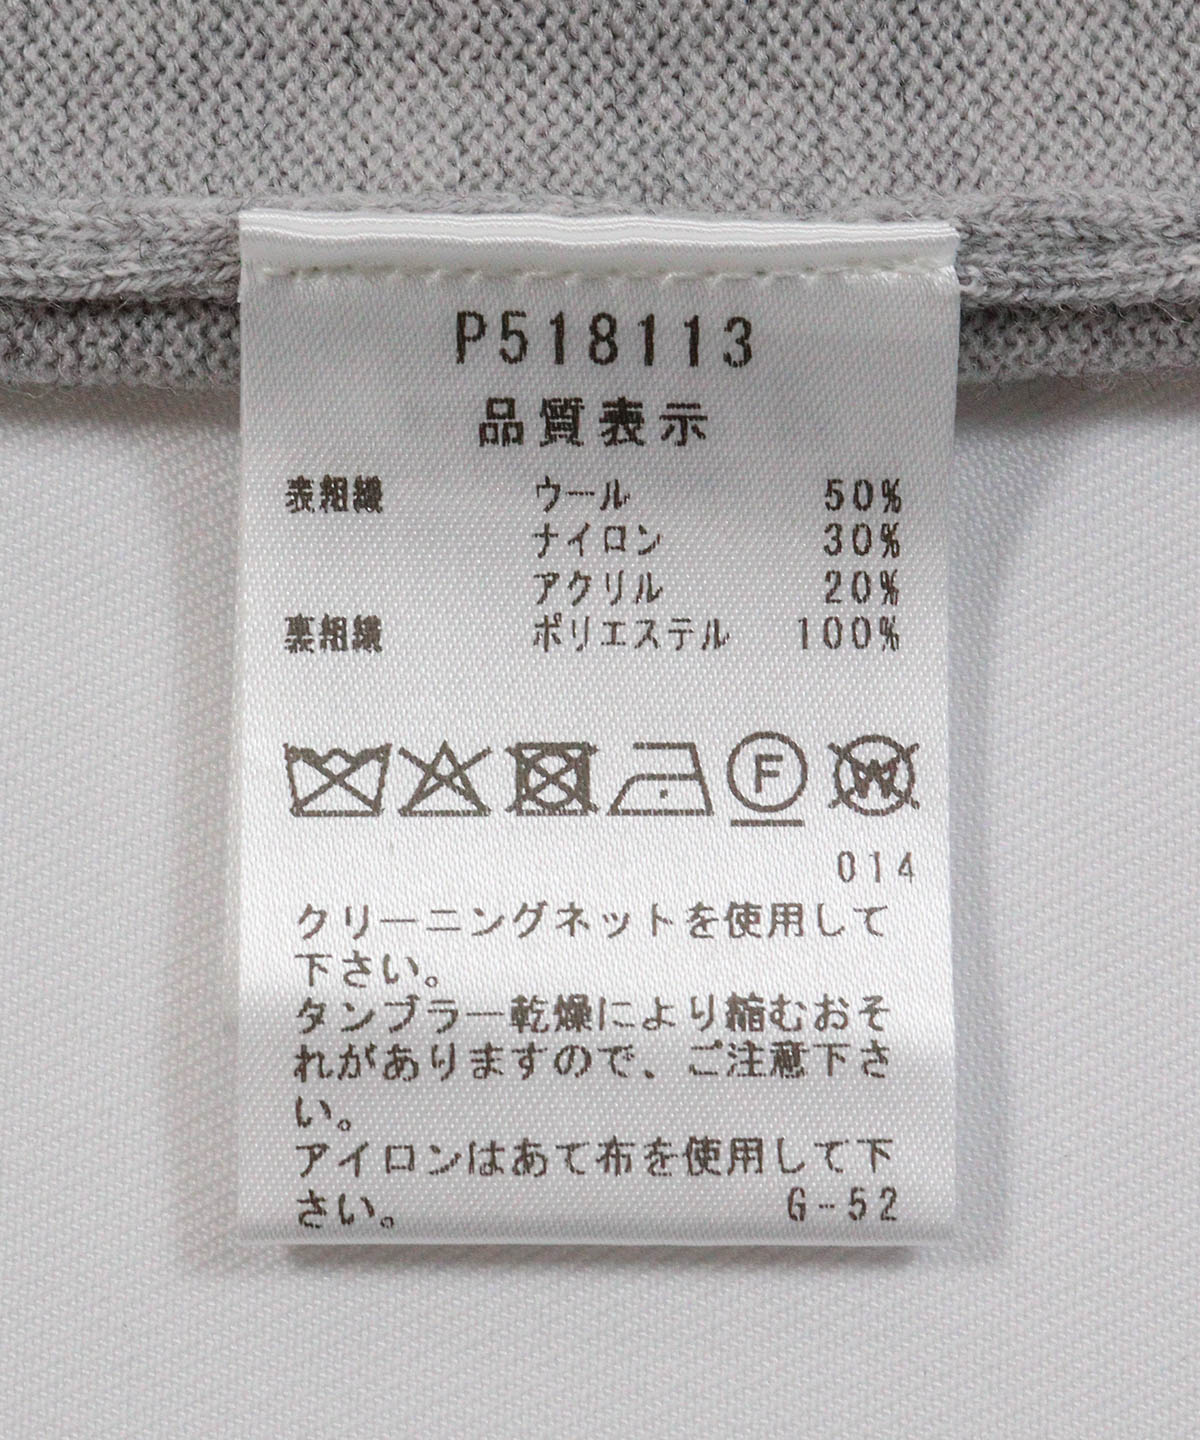 P518113
品質表示
表組織 ウール 50%
ナイロン 30%
アクリル 20%
裏組織 ポリエステル 100%
F W
014
クリーニングネットを使用して
下さい。
タンブラー乾燥により縮むおそ
れがありますので、ご注意下さ
い。
アイロンはあて布を使用して下
さい。 G-52